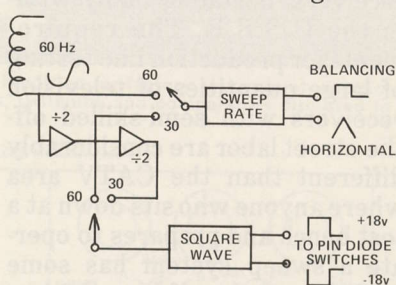 60 Hz
60
BALANCING
÷2
SWEEP
RATE
30
÷2
HORIZONTAL
60
30
SQUARE
WAVE
+18v
TO PIN DIODE
SWITCHES
-18v